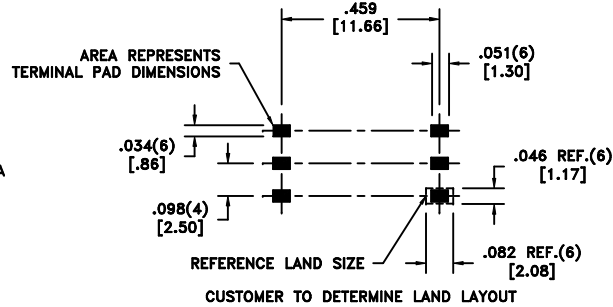 .459
[11.66]
AREA REPRESENTS
TERMINAL PAD DIMENSIONS
.051(6)
[1.30]
.034(6)
[.86]
.046 REF.(6)
[1.17]
A
.098(4)
[2.50]
.082 REF.(6)
[2.08]
REFERENCE LAND SIZE
CUSTOMER TO DETERMINE LAND LAYOUT